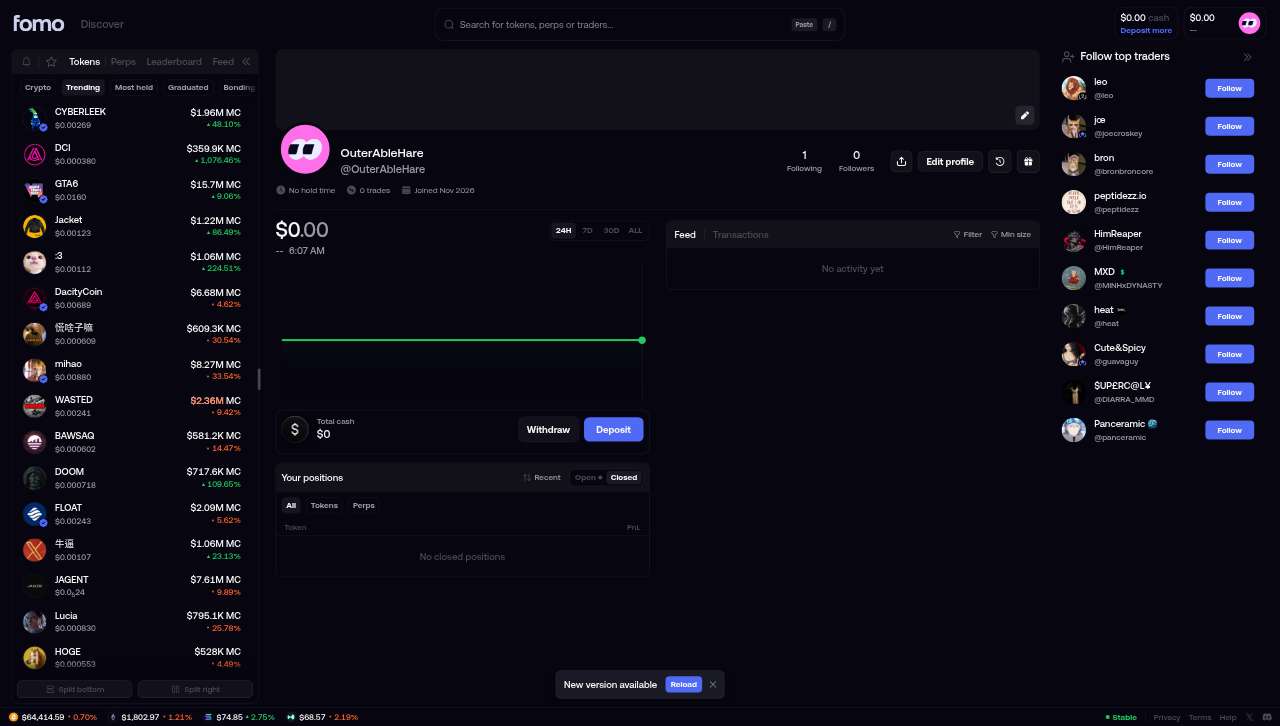 fomo Discover Search for tokens, perps or traders... Paste / $0.00 cash Deposit more $0.00 —
Tokens Perps Leaderboard Feed
Crypto Trending Most held Graduated Bonding
CYBERLEEK $1.96M MC
$0.00269 48.10%
DCI $359.9K MC
$0.000380 1,076.46%
GTA6 $15.7M MC
$0.0160 9.06%
Jacket $1.22M MC
$0.00123 86.49%
:3 $1.06M MC
$0.00112 224.51%
DacityCoin $6.68M MC
$0.00689 4.62%
慌啥子嘛 $609.3K MC
$0.000609 30.54%
mihao $8.27M MC
$0.00880 33.54%
WASTED $2.36M MC
$0.00241 9.42%
BAWSAQ $581.2K MC
$0.000602 14.47%
DOOM $717.6K MC
$0.000718 109.65%
FLOAT $2.09M MC
$0.00243 5.62%
牛逼 $1.06M MC
$0.00107 23.13%
JAGENT $7.61M MC
$0.0₅24 9.89%
Lucia $795.1K MC
$0.000830 25.78%
HOGE $528K MC
$0.000553 4.49%
Split bottom Split right
OuterAbleHare
@OuterAbleHare
1 Following
0 Followers
Edit profile
No hold time 0 trades Joined Nov 2026
$0.00
-- 6:07 AM
24H 7D 30D ALL
Total cash
$0
Withdraw Deposit
Your positions Recent Open Closed
All Tokens Perps
Token PnL
No closed positions
Feed Transactions Filter Min size
No activity yet
Follow top traders
leo
@leo
Follow
jœ
@joecroskey
Follow
bron
@bronbroncore
Follow
peptidezz.io
@peptidezz
Follow
HimReaper
@HimReaper
Follow
MXD
@MINHxDYNASTY
Follow
heat
@heat
Follow
Cute&Spicy
@guavaguy
Follow
$UP£RC@L¥
@DIARRA_MMD
Follow
Panceramic
@panceramic
Follow
New version available Reload
$64,414.59 0.70% $1,802.97 1.21% $74.85 2.75% $68.57 2.19%
Stable Privacy Terms Help